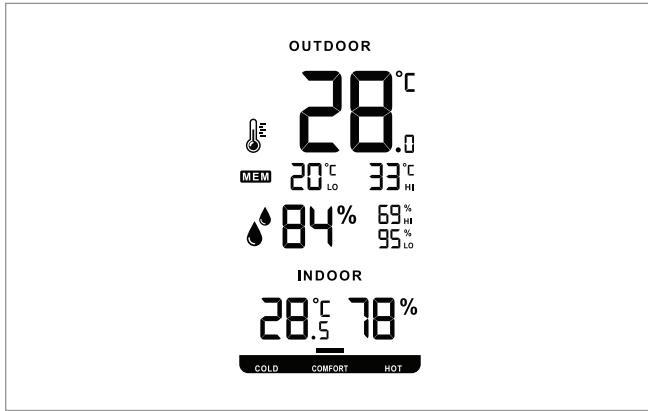 OUTDOOR
28.0°C
MEM 20°C LO 33°C HI
84% 69% HI
95% LO
INDOOR
28.5°C 78%
COLD COMFORT HOT